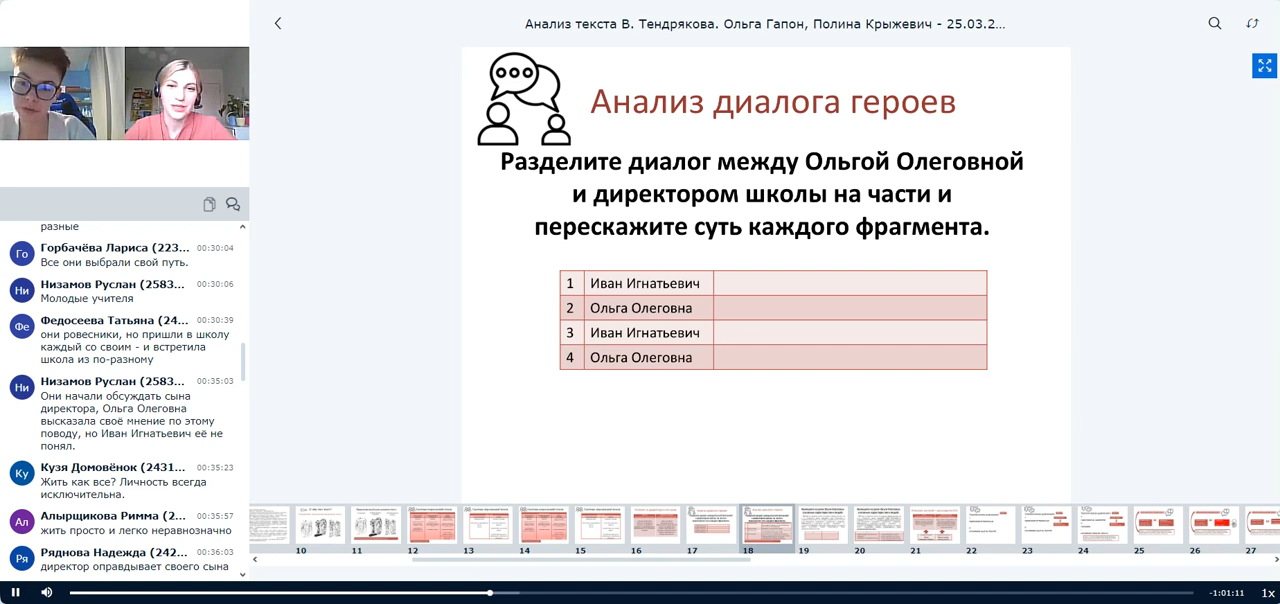 Анализ текста В. Тендрякова. Ольга Гапон, Полина Крыжевич - 25.03.2...
разные
Го
Горбачёва Лариса (223... 00:30:04
Все они выбрали свой путь.
Ни
Низамов Руслан (2583... 00:30:06
Молодые учителя
Фе
Федосеева Татьяна (24... 00:30:39
они ровесники, но пришли в школу
каждый со своим - и встретила
школа из по-разному
Ни
Низамов Руслан (2583... 00:35:03
Они начали обсуждать сына
директора, Ольга Олеговна
высказала своё мнение по этому
поводу, но Иван Игнатьевич её не
понял.
Ку
Кузя Домовёнок (2431... 00:35:23
Жить как все? Личность всегда
исключительна.
Ал
Алырщикова Римма (2... 00:35:57
жить просто и легко неравнозначно
Ря
Ряднова Надежда (242... 00:36:03
директор оправдывает своего сына
Анализ диалога героев
Разделите диалог между Ольгой Олеговной
и директором школы на части и
перескажите суть каждого фрагмента.
1 Иван Игнатьевич
2 Ольга Олеговна
3 Иван Игнатьевич
4 Ольга Олеговна
10 11 12 13 14 15 16 17 18 19 20 21 22 23 24 25 26 27
-1:01:11 1x